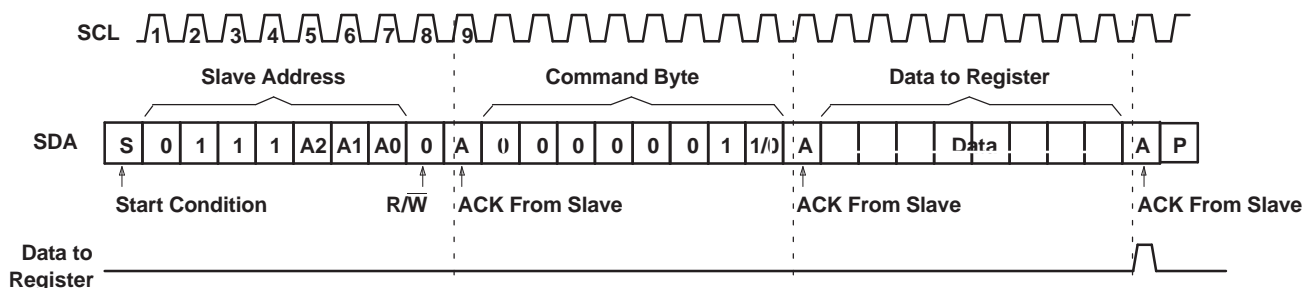 SCL 1 2 3 4 5 6 7 8 9
Slave Address Command Byte Data to Register
SDA S 0 1 1 1 A2 A1 A0 0 A 0 0 0 0 0 0 1 1/0 A Data A P
Start Condition R/W ACK From Slave ACK From Slave ACK From Slave
Data to
Register